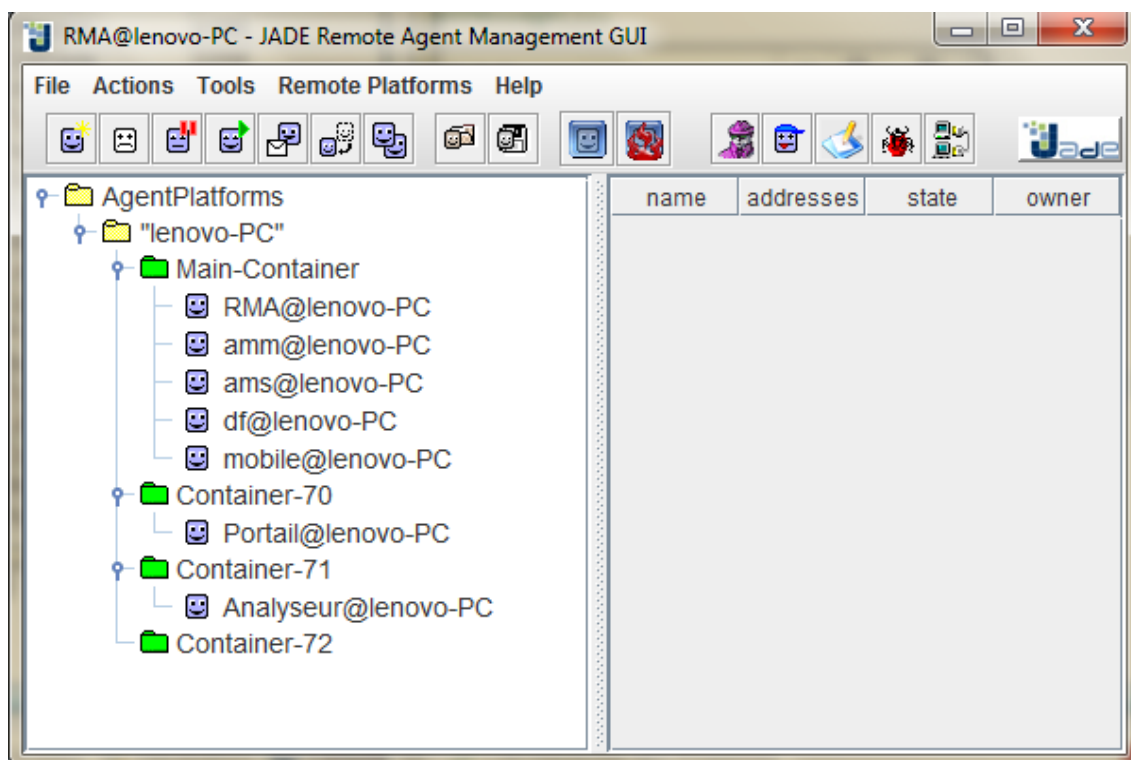 RMA@lenovo-PC - JADE Remote Agent Management GUI
File Actions Tools Remote Platforms Help
Jade
AgentPlatforms
"lenovo-PC"
Main-Container
RMA@lenovo-PC
amm@lenovo-PC
ams@lenovo-PC
df@lenovo-PC
mobile@lenovo-PC
Container-70
Portail@lenovo-PC
Container-71
Analyseur@lenovo-PC
Container-72
name addresses state owner